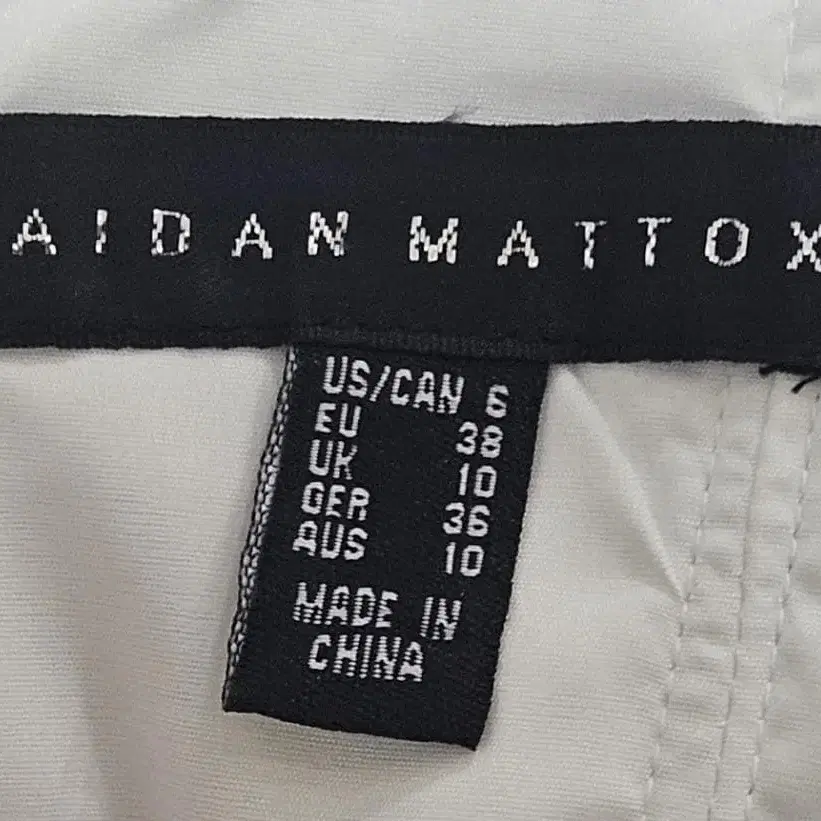 AIDAN MATTOX
US/CAN 6
EU 38
UK 10
GER 36
AUS 10
MADE IN
CHINA